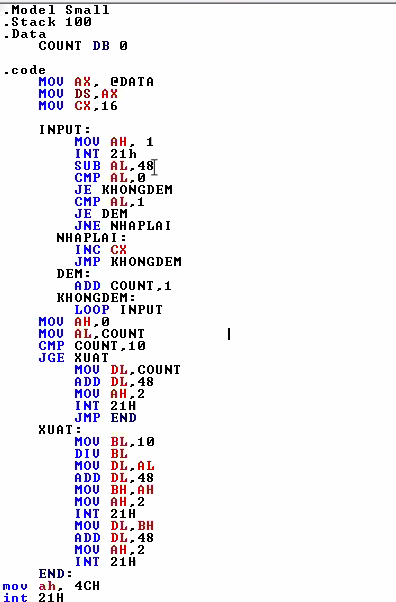 .Model Small
.Stack 100
.Data
COUNT DB 0
.code
MOV AX, @DATA
MOV DS,AX
MOV CX,16
INPUT:
MOV AH, 1
INT 21h
SUB AL,48
CMP AL,0
JE KHONGDEM
CMP AL,1
JE DEM
JNE NHAPLAI
NHAPLAI:
INC CX
JMP KHONGDEM
DEM:
ADD COUNT,1
KHONGDEM:
LOOP INPUT
MOV AH,0
MOV AL,COUNT
CMP COUNT,10
JGE XUAT
MOV DL,COUNT
ADD DL,48
MOV AH,2
INT 21H
JMP END
XUAT:
MOV BL,10
DIV BL
MOV DL,AL
ADD DL,48
MOV BH,AH
MOV AH,2
INT 21H
MOV DL,BH
ADD DL,48
MOV AH,2
INT 21H
END:
mov ah, 4CH
int 21H